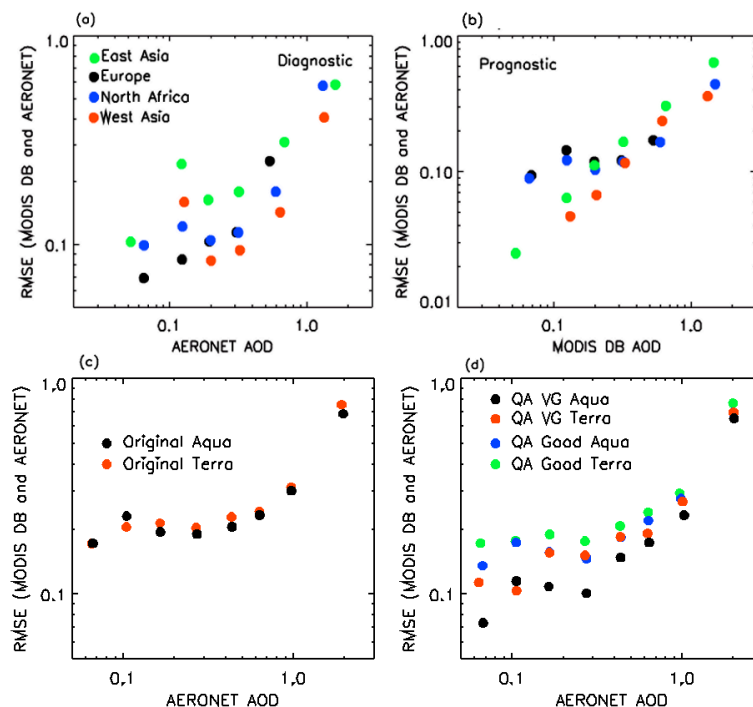 (a)
East Asia
Europe
North Africa
West Asia
Diagnostic
1.0
0.1
0.1
1.0
RMSE (MODIS DB and AERONET)
AERONET AOD
(b)
Prognostic
1.00
0.10
0.01
0.1
1.0
RMSE (MODIS DB and AERONET)
MODIS DB AOD
(c)
Original Aqua
Original Terra
1.0
0.1
0.1
1.0
RMSE (MODIS DB and AERONET)
AERONET AOD
(d)
QA VG Aqua
QA VG Terra
QA Good Aqua
QA Good Terra
1.0
0.1
0.1
1.0
RMSE (MODIS DB and AERONET)
AERONET AOD